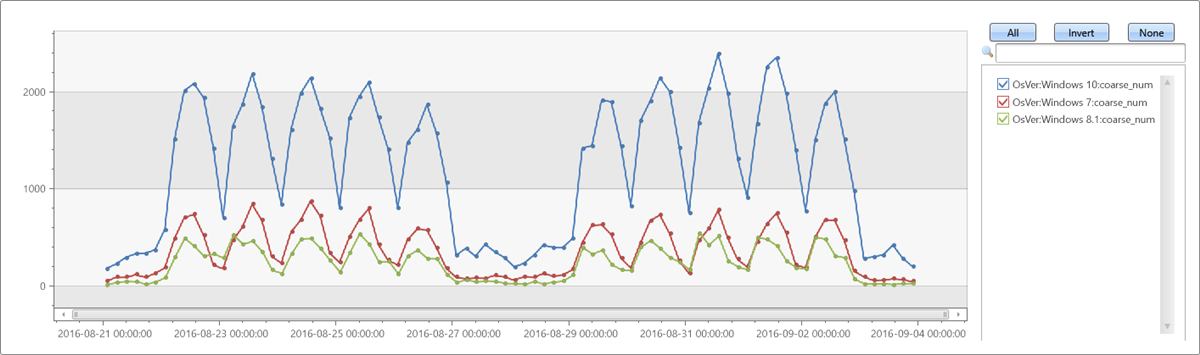 All Invert None
2000
1000
0
OsVer:Windows 10:coarse_num
OsVer:Windows 7:coarse_num
OsVer:Windows 8.1:coarse_num
2016-08-21 00:00:00 2016-08-23 00:00:00 2016-08-25 00:00:00 2016-08-27 00:00:00 2016-08-29 00:00:00 2016-08-31 00:00:00 2016-09-02 00:00:00 2016-09-04 00:00:00